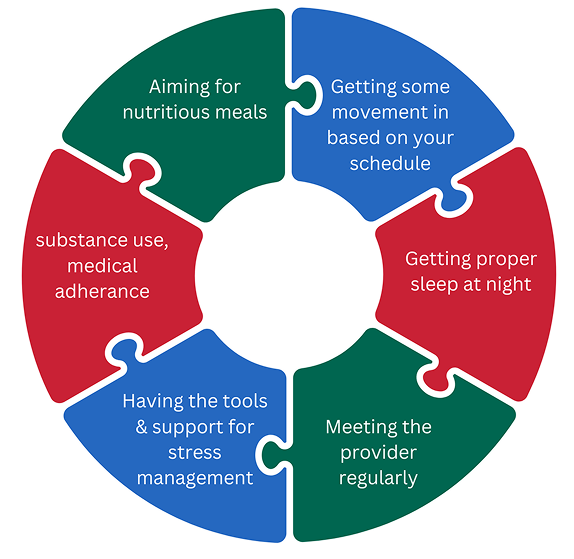 Aiming for
nutritious meals
Getting some
movement in
based on your
schedule
Getting proper
sleep at night
Meeting the
provider
regularly
Having the tools
& support for
stress
management
substance use,
medical
adherance